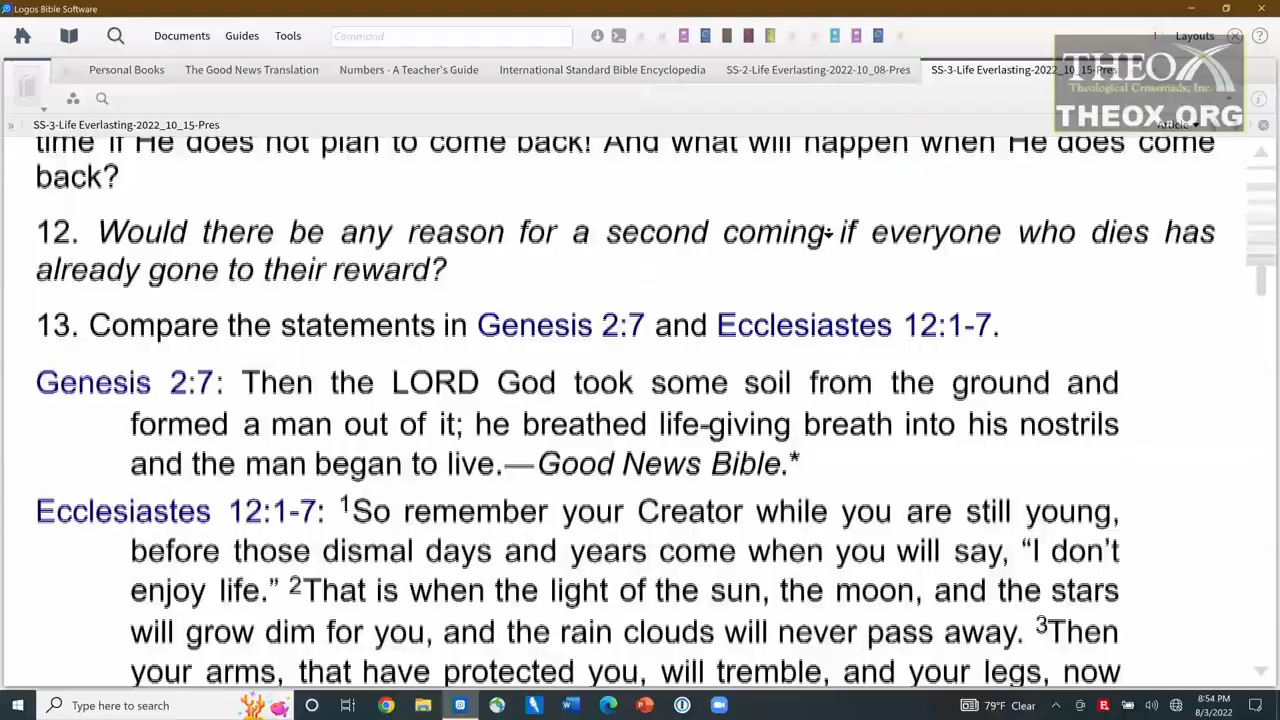 Logos Bible Software
Documents Guides Tools Command Layouts
Personal Books The Good News Translation s Guide International Standard Bible Encyclopedia SS-2-Life Everlasting-2022_10_08-Pres SS-3-Life Everlasting-2022_10_15-Pres
THEOX
Theological Crossroads, Inc.
THEOX.ORG
SS-3-Life Everlasting-2022_10_15-Pres Article
time if He does not plan to come back! And what will happen when He does come
back?
12. Would there be any reason for a second coming if everyone who dies has
already gone to their reward?
13. Compare the statements in Genesis 2:7 and Ecclesiastes 12:1-7.
Genesis 2:7: Then the LORD God took some soil from the ground and
formed a man out of it; he breathed life-giving breath into his nostrils
and the man began to live.—Good News Bible.*
Ecclesiastes 12:1-7: 1So remember your Creator while you are still young,
before those dismal days and years come when you will say, “I don’t
enjoy life.” 2That is when the light of the sun, the moon, and the stars
will grow dim for you, and the rain clouds will never pass away. 3Then
your arms, that have protected you, will tremble, and your legs, now
Type here to search
79°F Clear
8:54 PM
8/3/2022